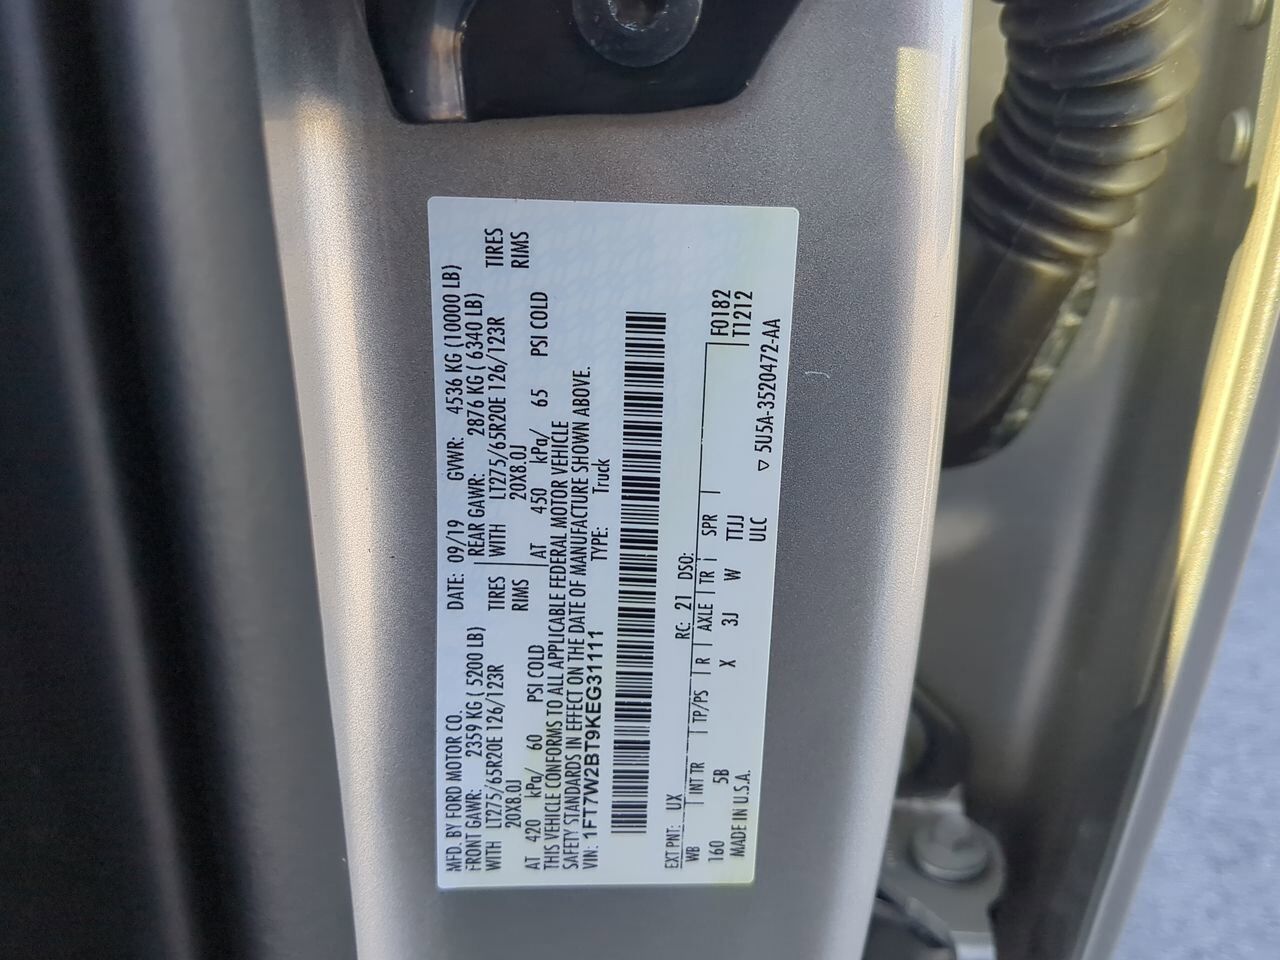 MFD. BY FORD MOTOR CO. DATE: 09/19 GVWR: 4536 KG (10000 LB)
FRONT GAWR: 2359 KG ( 5200 LB) REAR GAWR: 2876 KG ( 6340 LB)
WITH LT275/65R20E 126/123R TIRES WITH LT275/65R20E 126/123R TIRES
20X8.0J RIMS 20X8.0J RIMS
AT 420 kPa/ 60 PSI COLD AT 450 kPa/ 65 PSI COLD
THIS VEHICLE CONFORMS TO ALL APPLICABLE FEDERAL MOTOR VEHICLE
SAFETY STANDARDS IN EFFECT ON THE DATE OF MANUFACTURE SHOWN ABOVE.
VIN: 1FT7W2BT9KEG31111 TYPE: Truck
EXT PNT: UX RC: 21 DSO: F0182
WB INT TR TP/PS R AXLE TR SPR T1212
160 5B X 3J W TTJJ
MADE IN U.S.A. ULC ▽ 5U5A-3520472-AA